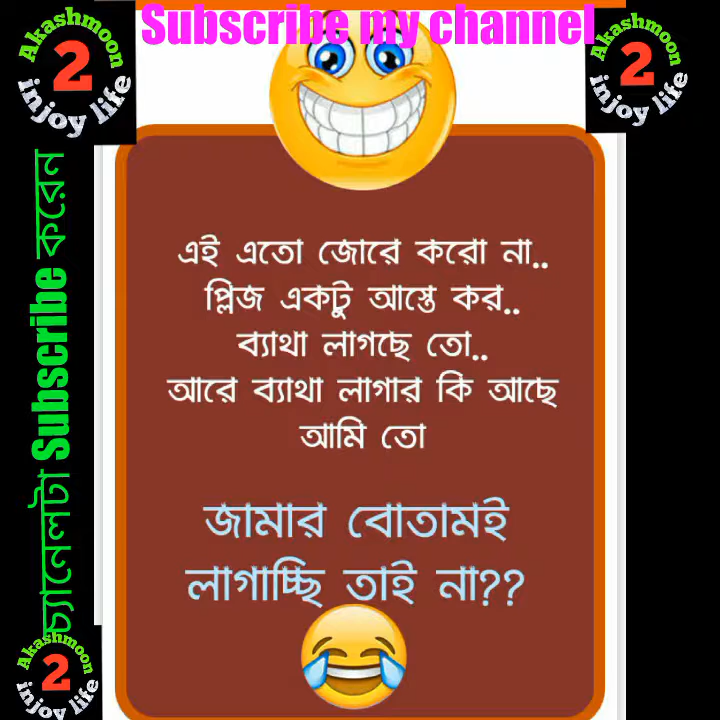 Subscribe my channel
Akashmoon
2
injoy life
Akashmoon
2
injoy life
চ্যানেলটা Subscribe করেন
এই এতো জোরে করো না..
প্লিজ একটু আস্তে কর..
ব্যাথা লাগছে তো..
আরে ব্যাথা লাগার কি আছে
আমি তো
জামার বোতামই
লাগাচ্ছি তাই না??
Akashmoon
2
injoy life